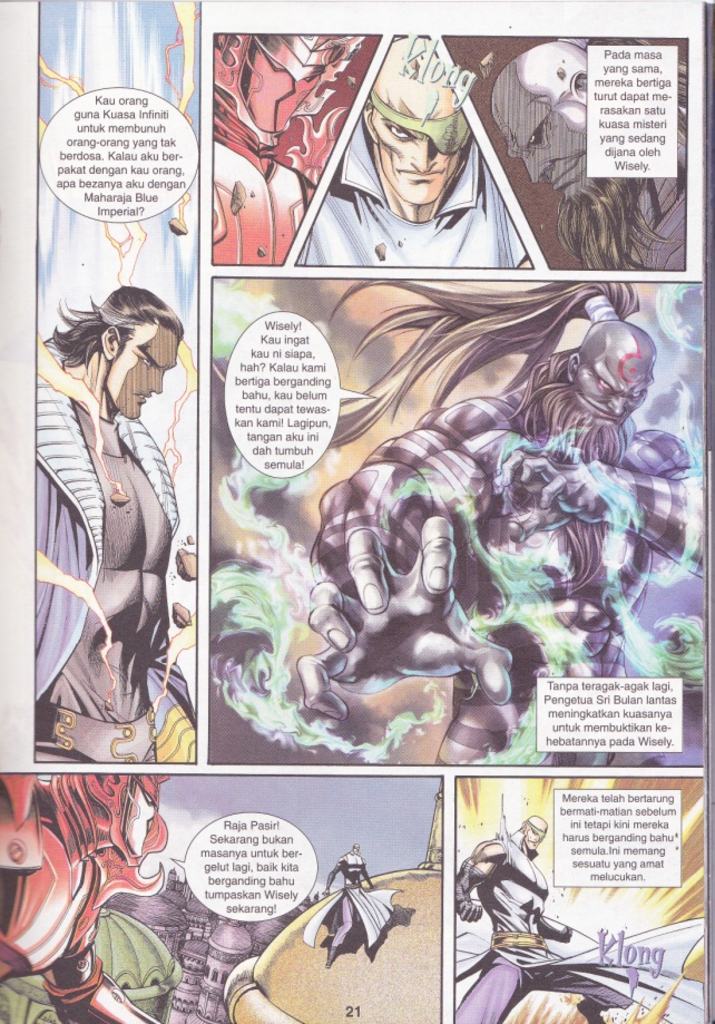 Kau orang
guna Kuasa Infiniti
untuk membunuh
orang-orang yang tak
berdosa. Kalau aku ber-
pakat dengan kau orang,
apa bezanya aku dengan
Maharaja Blue
Imperial?
Klong
Pada masa
yang sama,
mereka bertiga
turut dapat me-
rasakan satu
kuasa misteri
yang sedang
dijana oleh
Wisely.
Wisely!
Kau ingat
kau ni siapa,
hah? Kalau kami
bertiga berganding
bahu, kau belum
tentu dapat tewas-
kan kami! Lagipun,
tangan aku ini
dah tumbuh
semula!
Tanpa teragak-agak lagi,
Pengetua Sri Bulan lantas
meningkatkan kuasanya
untuk membuktikan ke-
hebatannya pada Wisely.
Raja Pasir!
Sekarang bukan
masanya untuk ber-
gelut lagi, baik kita
berganding bahu
tumpaskan Wisely
sekarang!
Mereka telah bertarung
bermati-matian sebelum
ini tetapi kini mereka
harus berganding bahu
semula.Ini memang
sesuatu yang amat
melucukan.
Klong
21